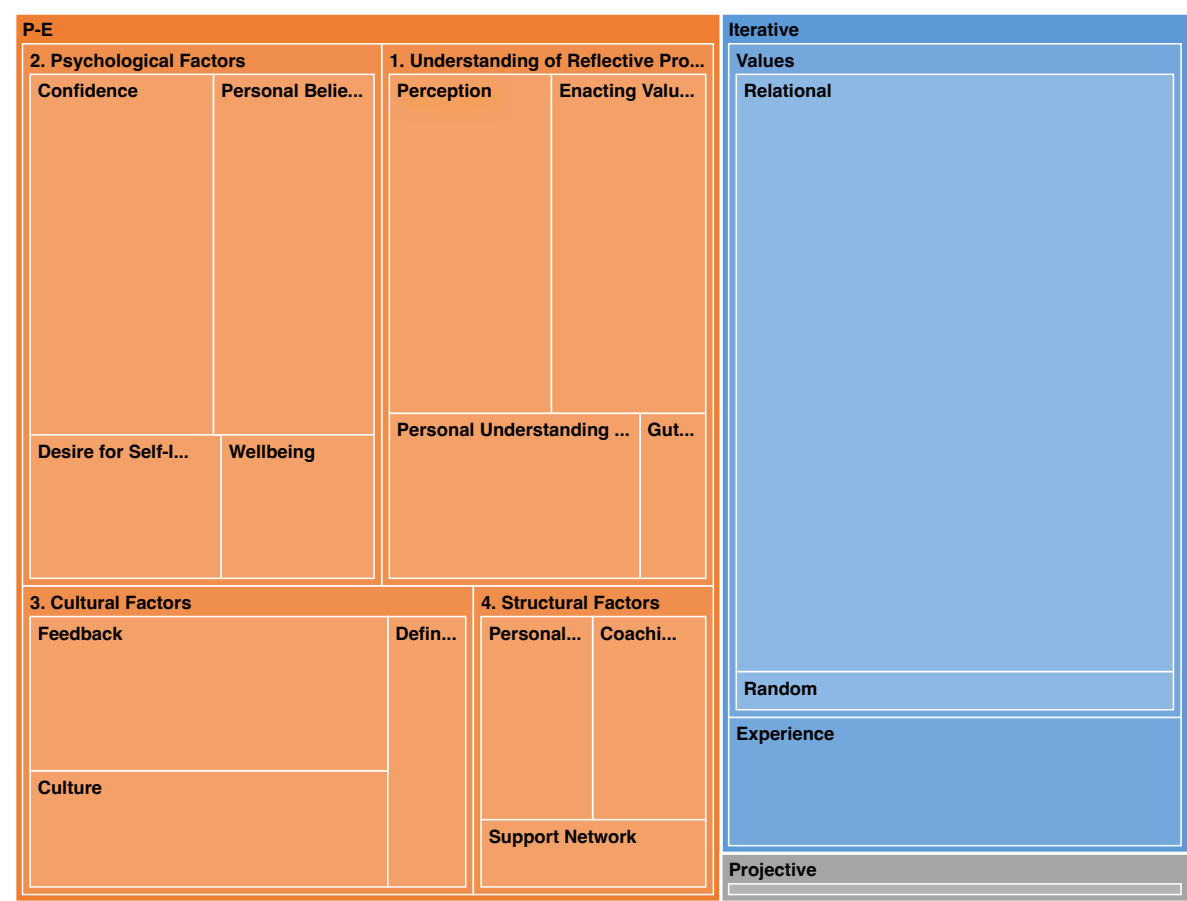 P-E
2. Psychological Factors
Confidence
Personal Belie...
Desire for Self-I...
Wellbeing
1. Understanding of Reflective Pro...
Perception
Enacting Valu...
Personal Understanding ...
Gut...
3. Cultural Factors
Feedback
Defin...
Culture
4. Structural Factors
Personal...
Coachi...
Support Network
Iterative
Values
Relational
Random
Experience
Projective